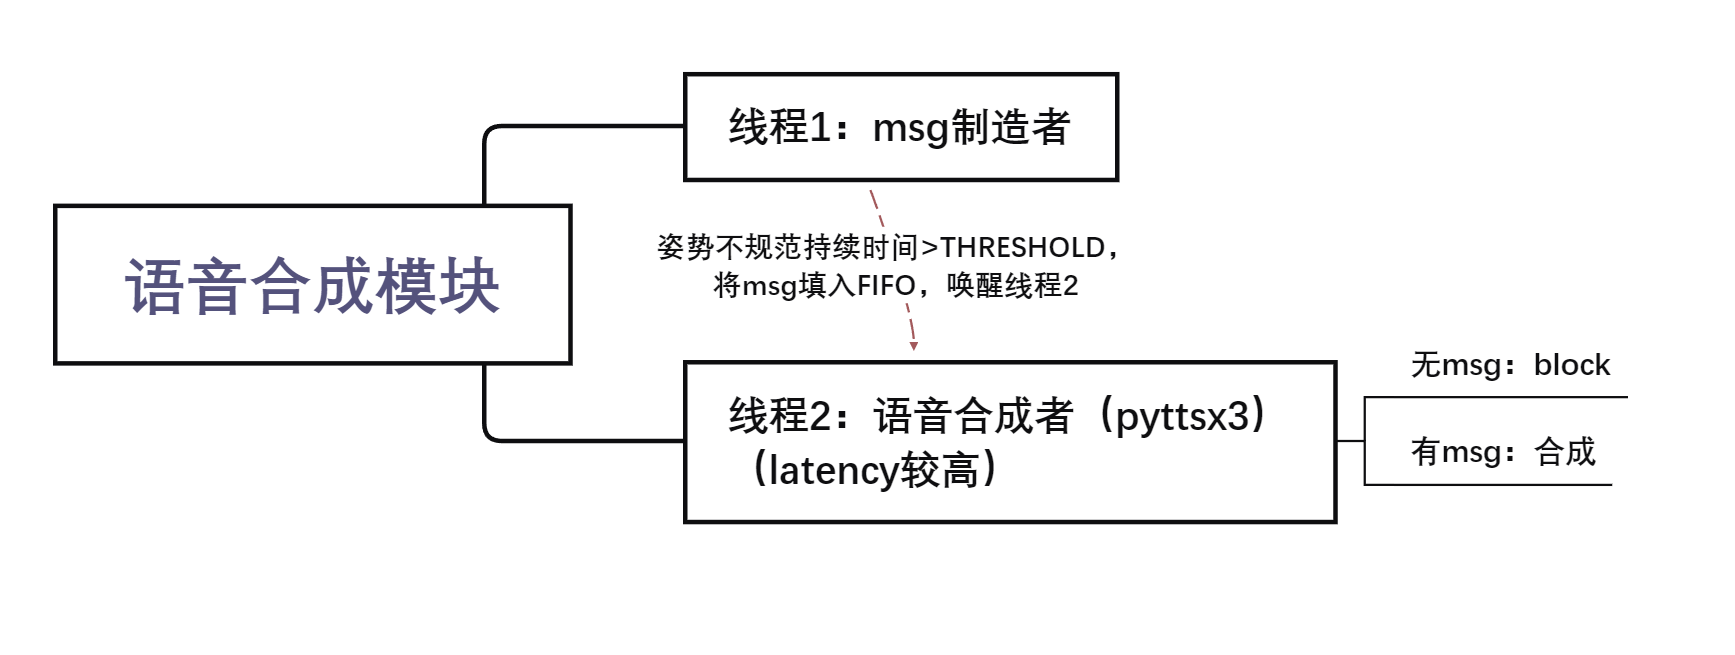 语音合成模块
线程1：msg制造者
姿势不规范持续时间>THRESHOLD，
将msg填入FIFO，唤醒线程2
线程2：语音合成者（pyttsx3）
（latency较高）
无msg：block
有msg：合成